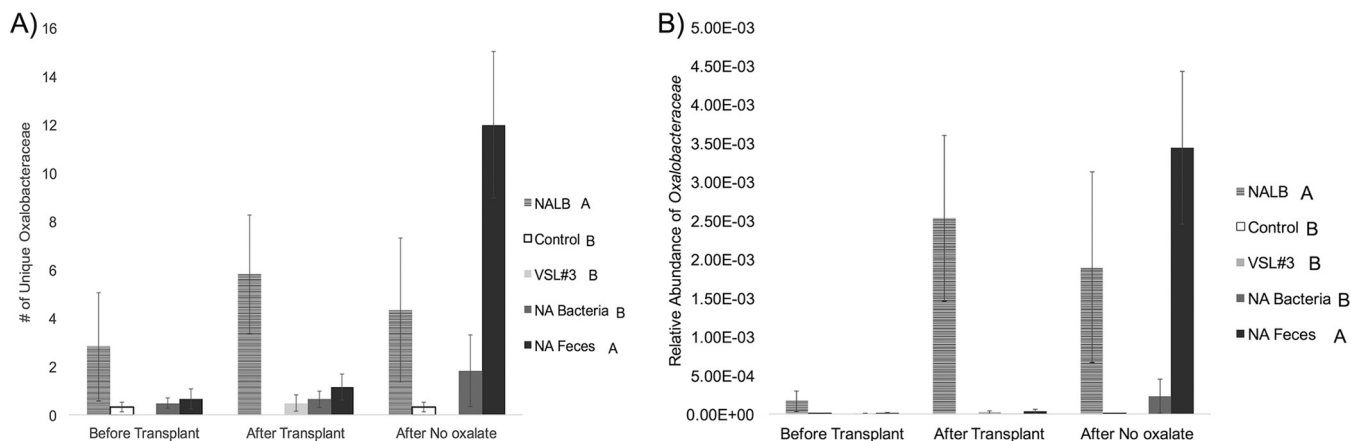 A)
# of Unique Oxalobacteraceae
16
14
12
10
8
6
4
2
0
Before Transplant
After Transplant
After No oxalate
NALB A
Control B
VSL#3 B
NA Bacteria B
NA Feces A
B)
Relative Abundance of Oxalobacteraceae
5.00E-03
4.50E-03
4.00E-03
3.50E-03
3.00E-03
2.50E-03
2.00E-03
1.50E-03
1.00E-03
5.00E-04
0.00E+00
Before Transplant
After Transplant
After No oxalate
NALB A
Control B
VSL#3 B
NA Bacteria B
NA Feces A